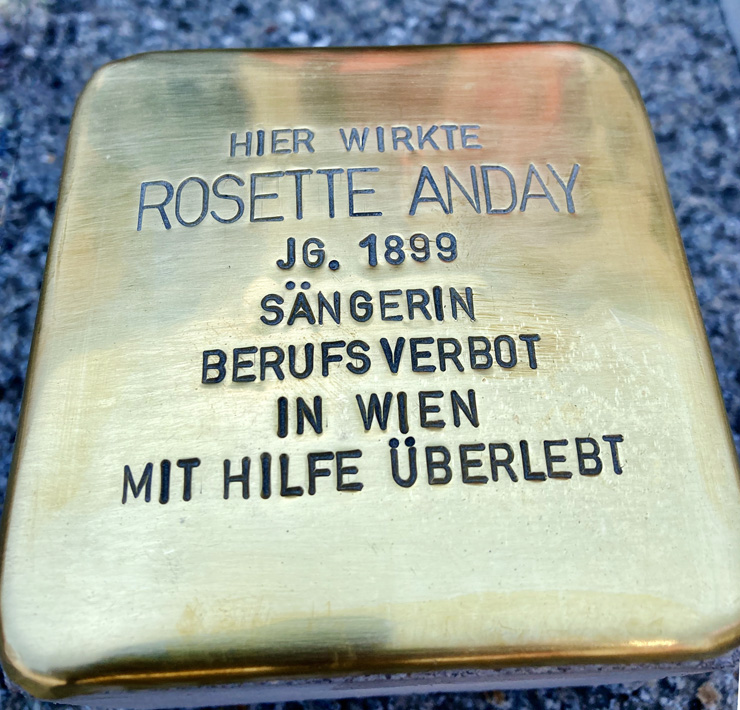 HIER WIRKTE
ROSETTE ANDAY
JG. 1899
SÄNGERIN
BERUFSVERBOT
IN WIEN
MIT HILFE ÜBERLEBT